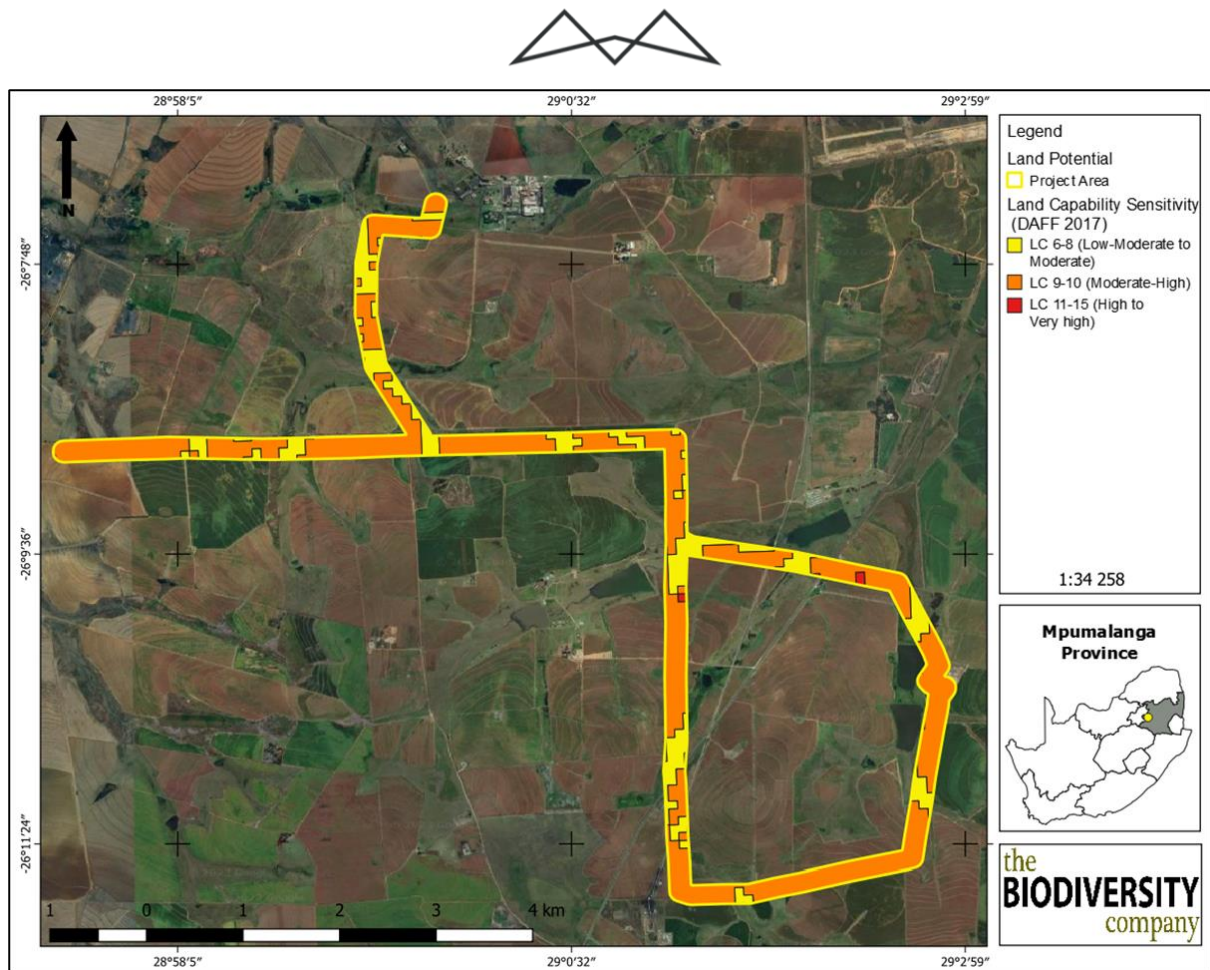 28°58'5" 29°0'32" 29°2'59"
N
-26°7'48"
-26°9'36"
-26°11'24"
1 0 1 2 3 4 km
28°58'5" 29°0'32" 29°2'59"
Legend
Land Potential
Project Area
Land Capability Sensitivity
(DAFF 2017)
LC 6-8 (Low-Moderate to
Moderate)
LC 9-10 (Moderate-High)
LC 11-15 (High to
Very high)
1:34 258
Mpumalanga
Province
the
BIODIVERSITY
company